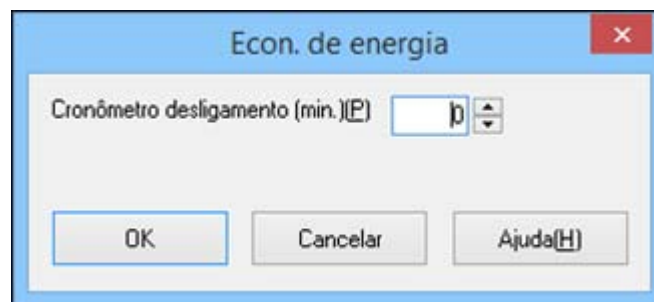 Econ. de energia
Cronômetro desligamento (min.)(P) 0
OK Cancelar Ajuda(H)